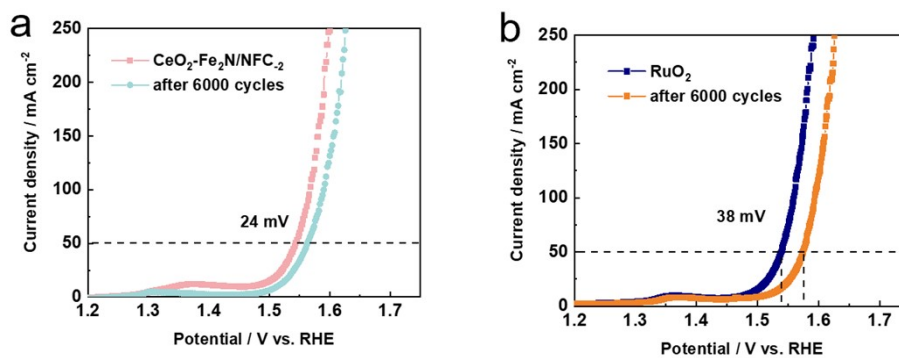 a
250
200
150
100
50
0
Current density / mA cm-2
CeO2-Fe2N/NFC-2
after 6000 cycles
24 mV
1.2 1.3 1.4 1.5 1.6 1.7
Potential / V vs. RHE
b
250
200
150
100
50
0
Current density / mA cm-2
RuO2
after 6000 cycles
38 mV
1.2 1.3 1.4 1.5 1.6 1.7
Potential / V vs. RHE